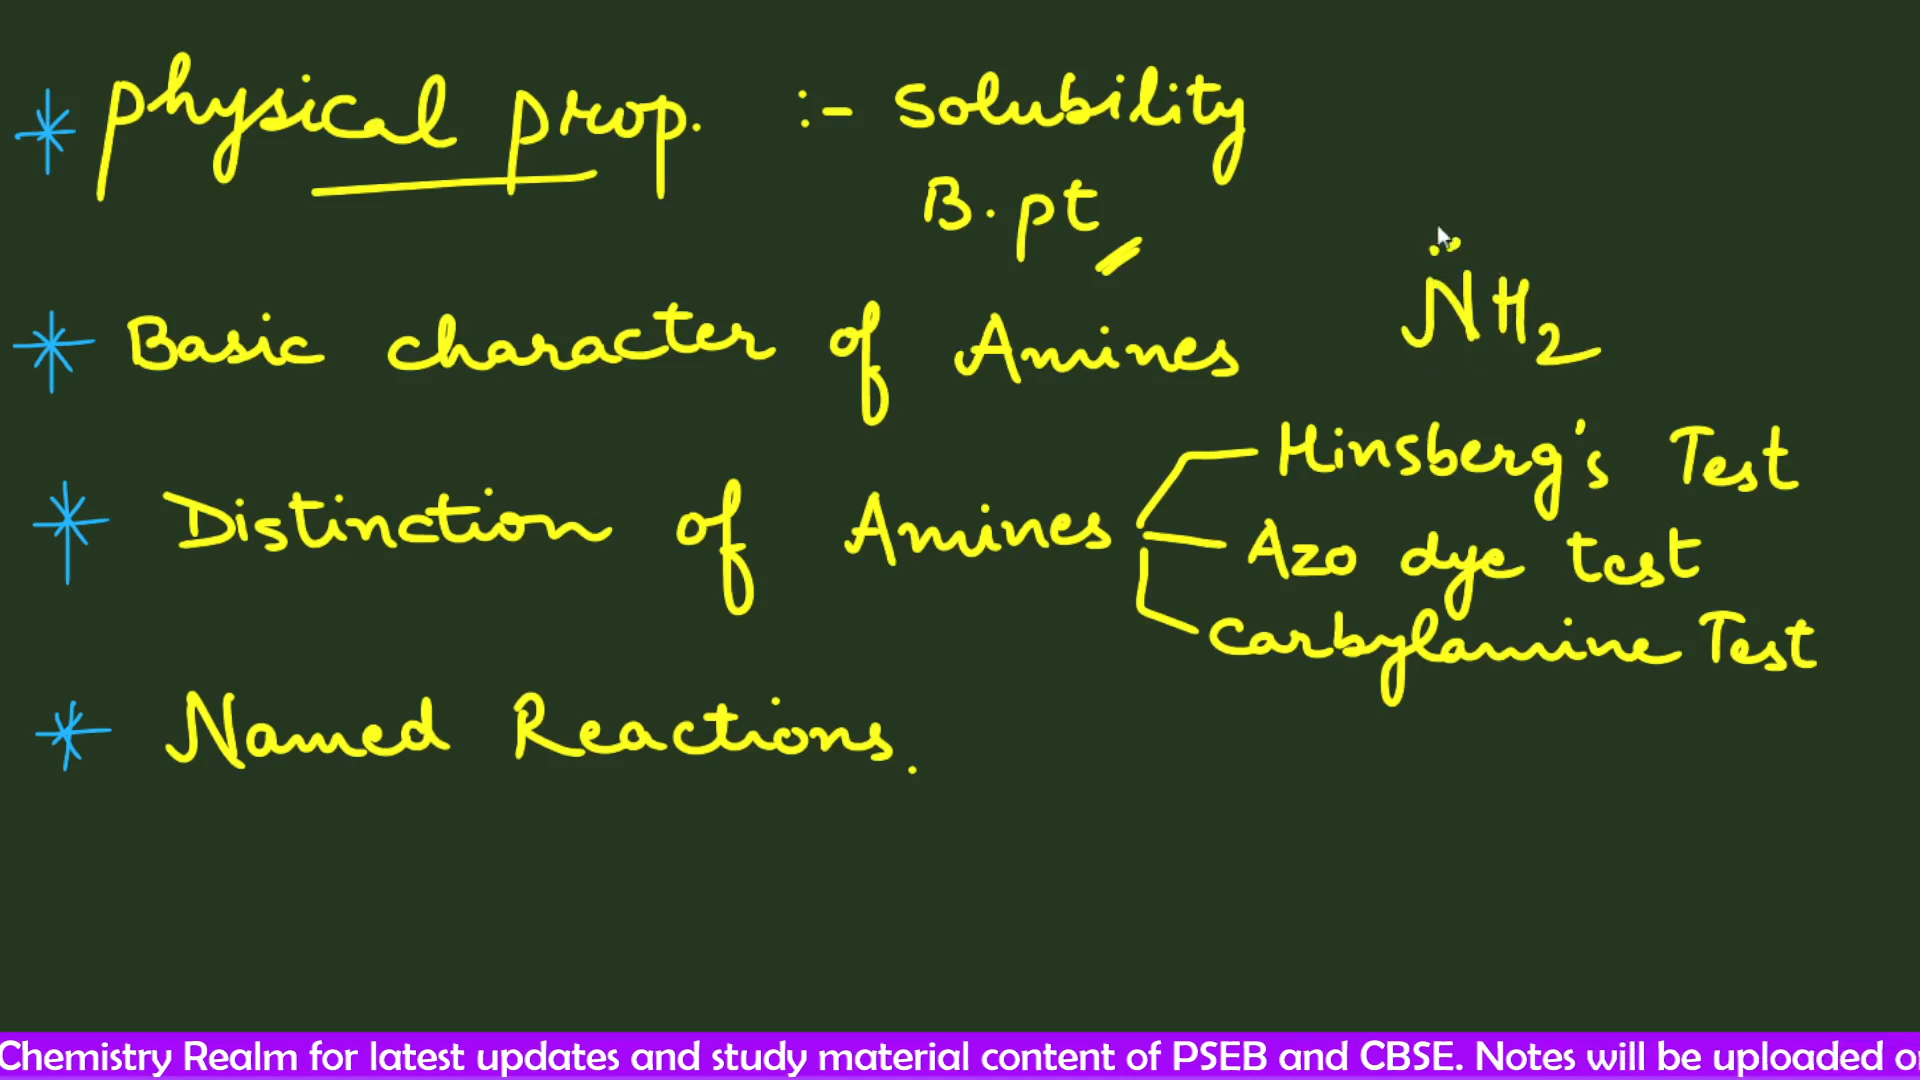 * Physical prop. :- Solubility
B. pt
* Basic character of Amines
N̈H₂
* Distinction of Amines
Hinsberg's Test
Azo dye test
Carbylamine Test
* Named Reactions.
Chemistry Realm for latest updates and study material content of PSEB and CBSE. Notes will be uploaded o